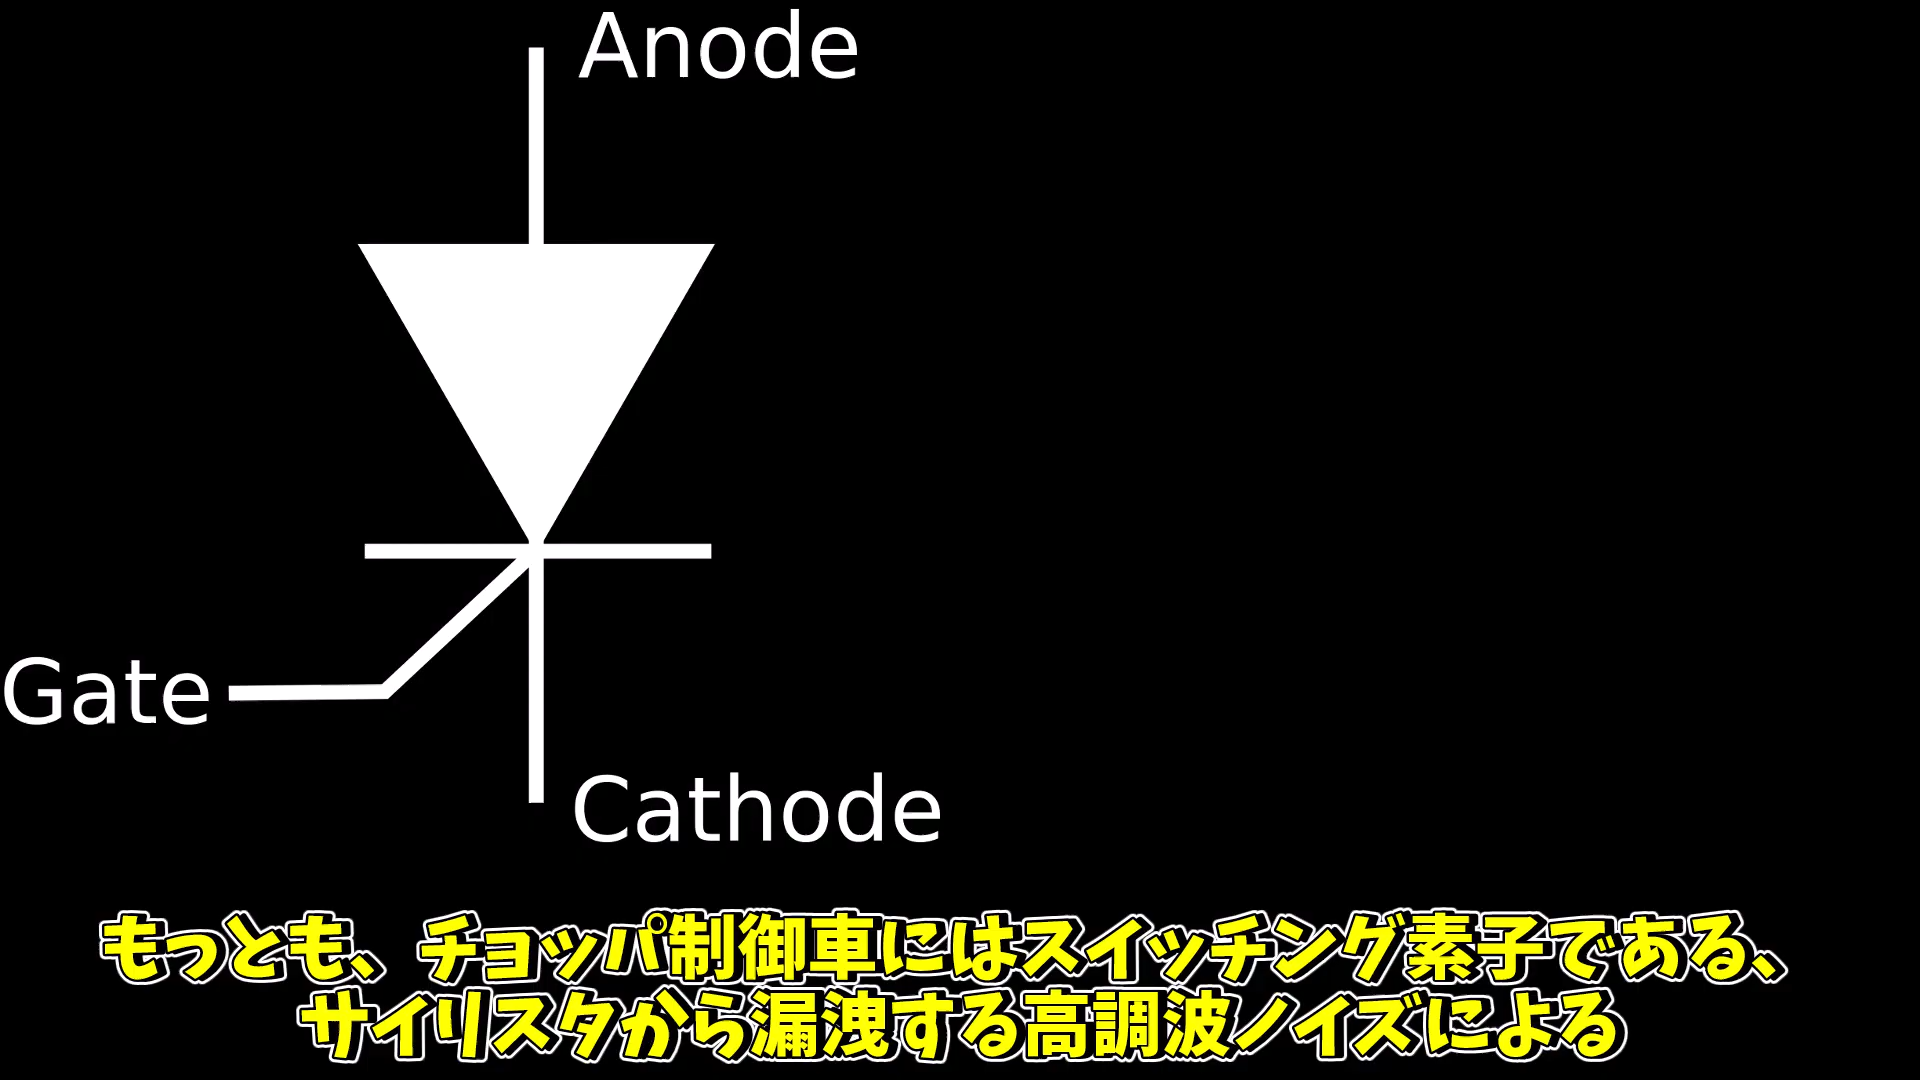 Anode
Gate
Cathode
もっとも、チョッパ制御車にはスイッチング素子である、
サイリスタから漏洩する高調波ノイズによる